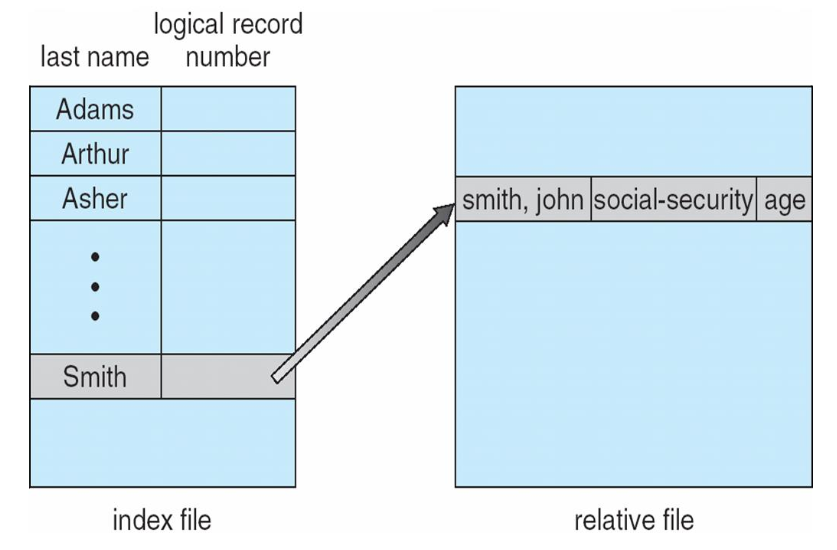 logical record
last name number
Adams
Arthur
Asher
smith, john social-security age
Smith
index file
relative file